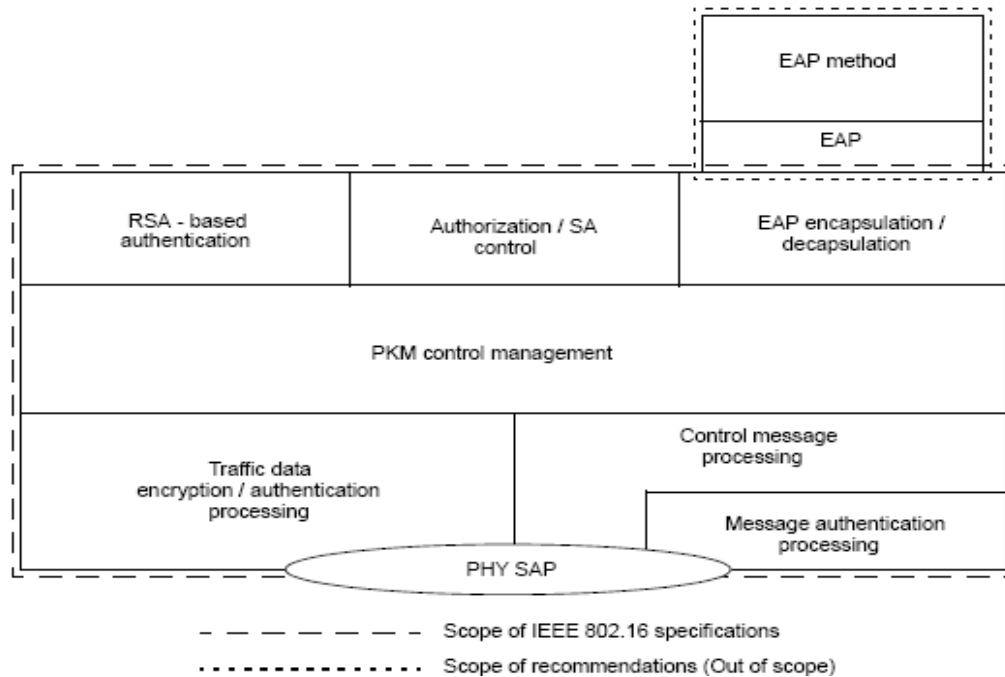 EAP method
EAP
RSA - based
authentication
Authorization / SA
control
EAP encapsulation /
decapsulation
PKM control management
Traffic data
encryption / authentication
processing
Control message
processing
Message authentication
processing
PHY SAP
Scope of IEEE 802.16 specifications
Scope of recommendations (Out of scope)